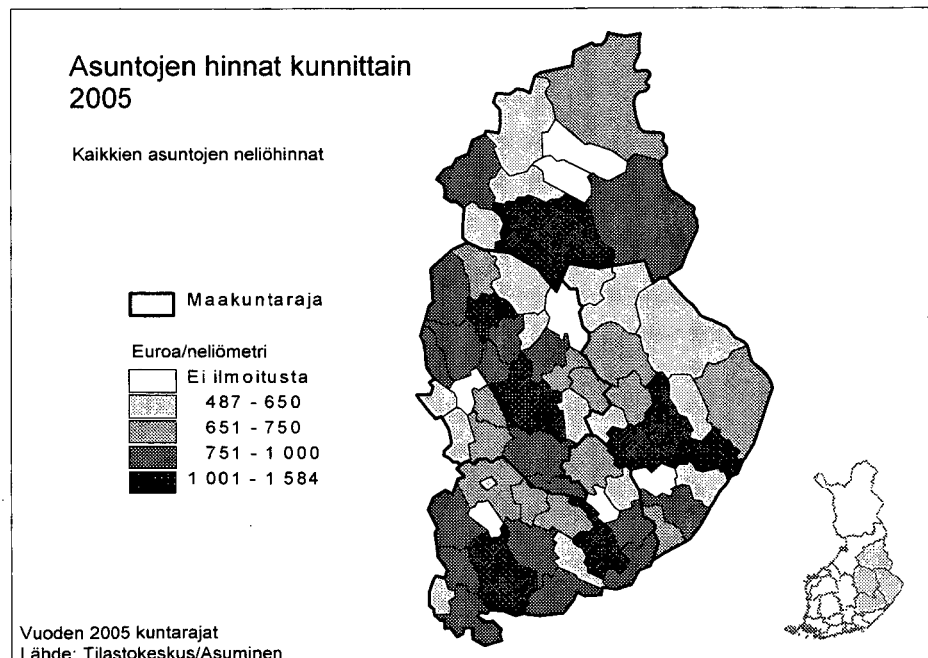 Asuntojen hinnat kunnittain
2005
Kaikkien asuntojen neliöhinnat
Maakuntaraja
Euroa/neliömetri
Ei ilmoitusta
487 - 650
651 - 750
751 - 1 000
1 001 - 1 584
Vuoden 2005 kuntarajat
Lähde: Tilastokeskus/Asuminen